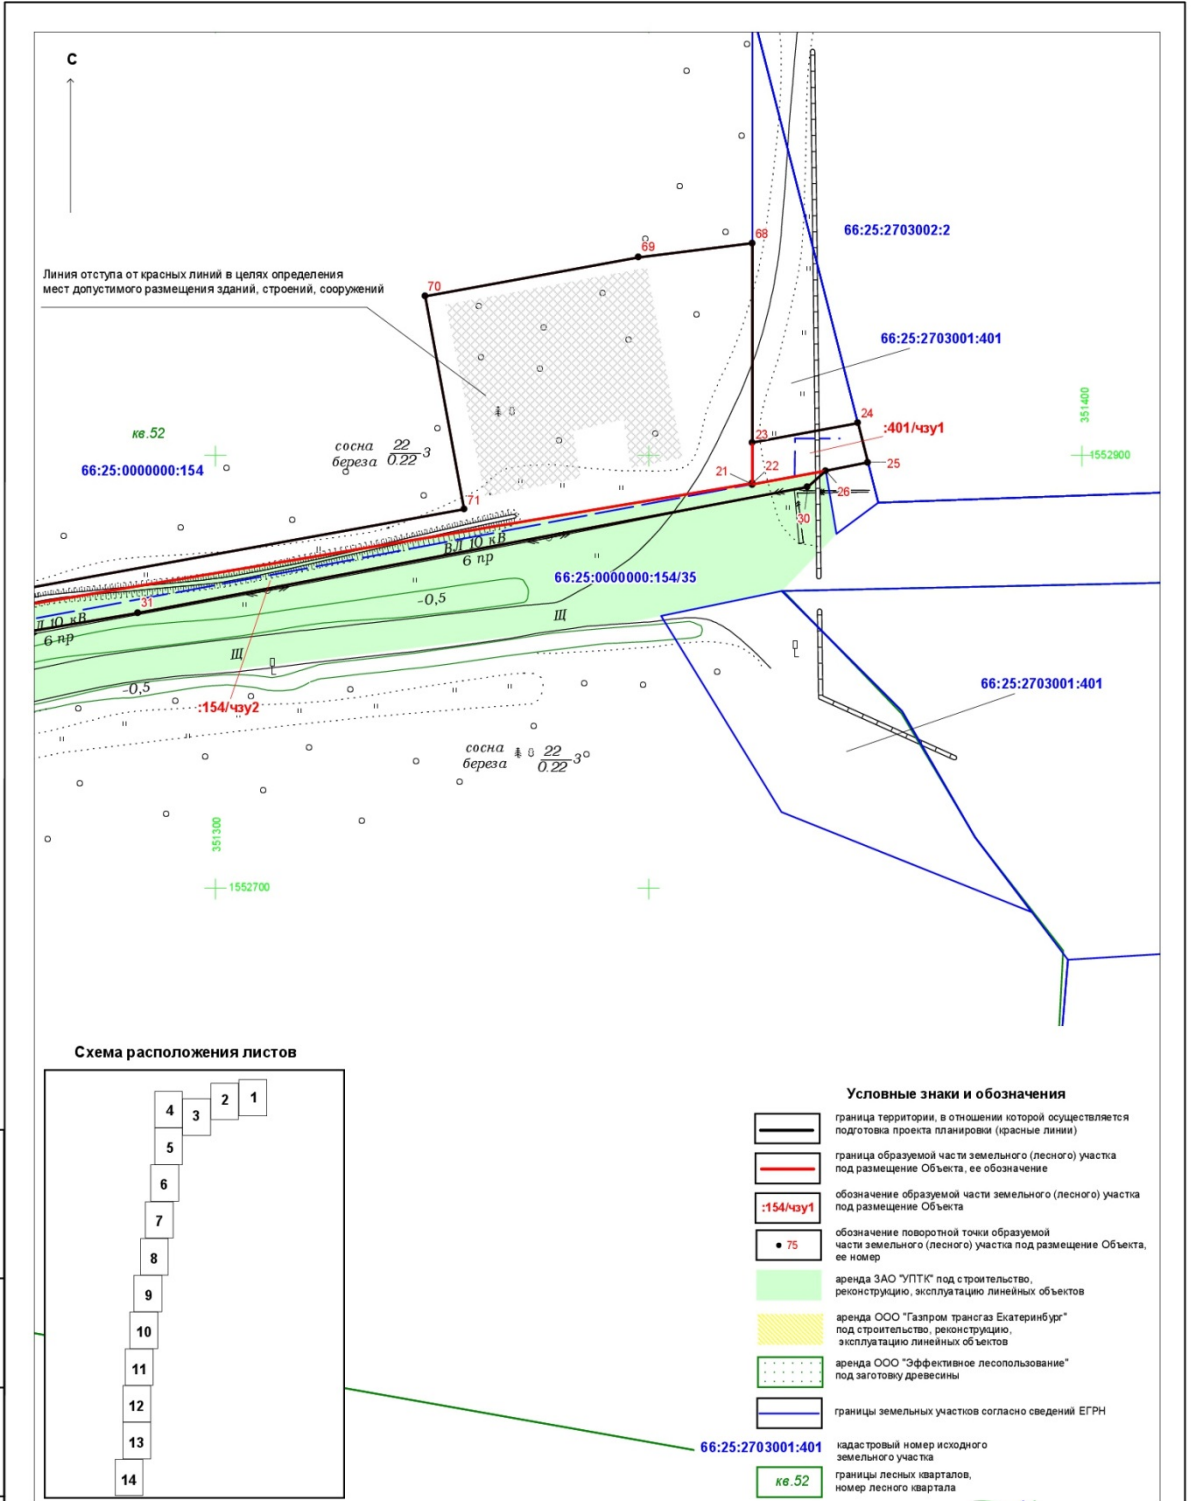 С
68
69
70
66:25:2703002:2
Линия отступа от красных линий в целях определения
мест допустимого размещения зданий, строений, сооружений
66:25:2703001:401
351400
24
:401/чзу1
кв.52
сосна 22 3
береза 0.22
23
66:25:0000000:154
1552900
21
22
25
26
71
30
ВЛ 10 кВ
6 пр
66:25:0000000:154/35
31
-0,5
Л 10 кВ
6 пр
Щ
Щ
-0,5
66:25:2703001:401
:154/чзу2
сосна 22 3
береза 0.22
351300
1552700
Схема расположения листов
1
2
3
4
5
6
7
8
9
10
11
12
13
14
Условные знаки и обозначения
граница территории, в отношении которой осуществляется
подготовка проекта планировки (красные линии)
граница образуемой части земельного (лесного) участка
под размещение Объекта, ее обозначение
:154/чзу1
обозначение образуемой части земельного (лесного) участка
под размещение Объекта
75
обозначение поворотной точки образуемой
части земельного (лесного) участка под размещение Объекта,
ее номер
аренда ЗАО "УПТК" под строительство,
реконструкцию, эксплуатацию линейных объектов
аренда ООО "Газпром трансгаз Екатеринбург"
под строительство, реконструкцию,
эксплуатацию линейных объектов
аренда ООО "Эффективное лесопользование"
под заготовку древесины
границы земельных участков согласно сведений ЕГРН
66:25:2703001:401
кадастровый номер исходного
земельного участка
кв.52
границы лесных кварталов,
номер лесного квартала